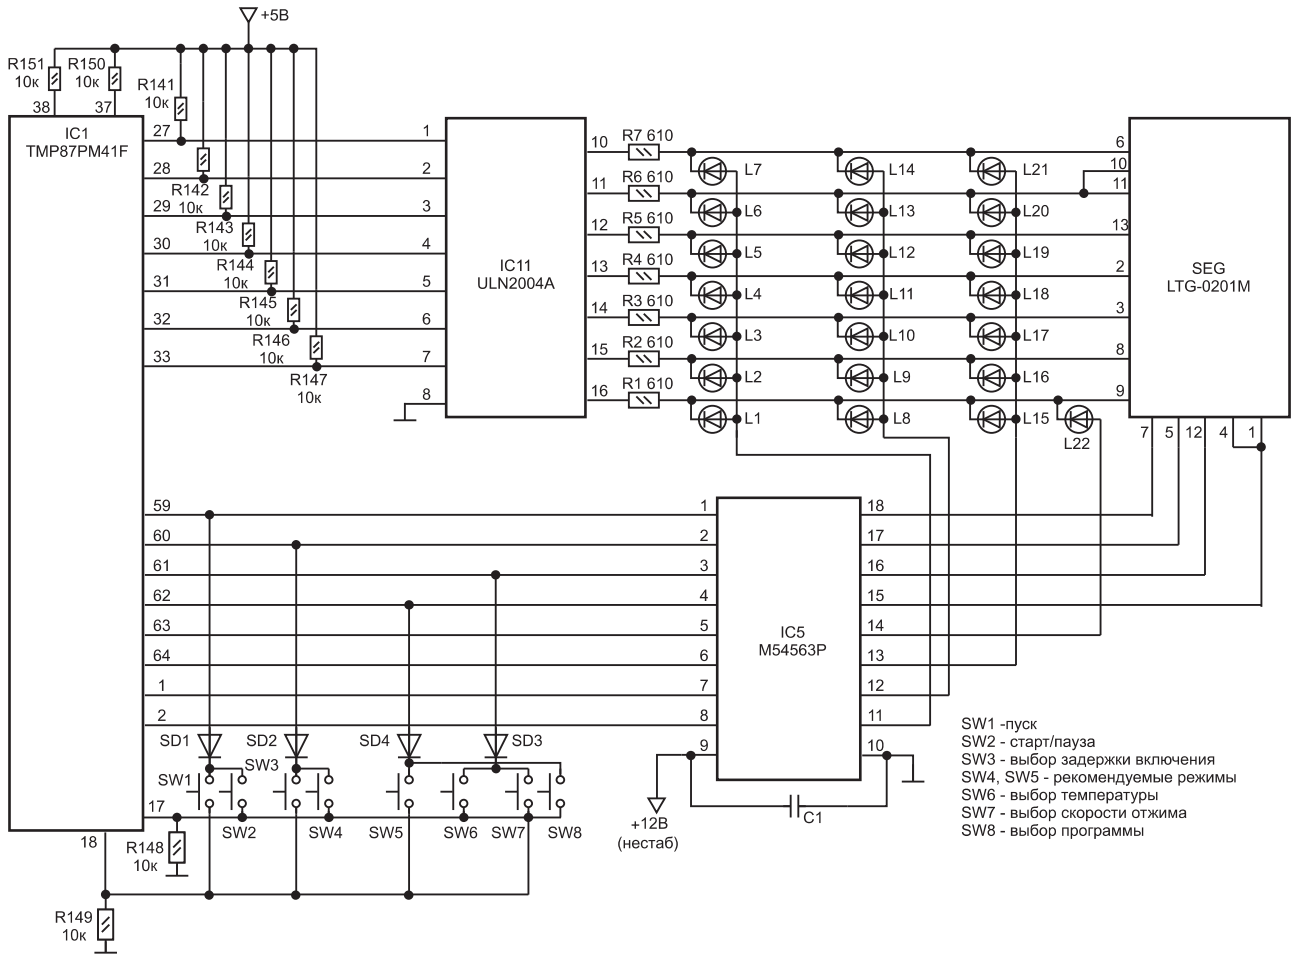 +5В
R151
10к
R150
10к
R141
10к
38
37
IC1
TMP87PM41F
27
28
29
30
31
32
33
R142
10к
R143
10к
R144
10к
R145
10к
R146
10к
R147
10к
1
2
3
4
5
6
7
8
IC11
ULN2004A
10
11
12
13
14
15
16
R7 610
R6 610
R5 610
R4 610
R3 610
R2 610
R1 610
L7
L6
L5
L4
L3
L2
L1
L14
L13
L12
L11
L10
L9
L8
L21
L20
L19
L18
L17
L16
L15
L22
6
10
11
13
2
3
8
9
SEG
LTG-0201M
7
5
12
4
1
59
60
61
62
63
64
1
2
1
2
3
4
5
6
7
8
9
IC5
M54563P
18
17
16
15
14
13
12
11
10
SD1
SD2
SD4
SD3
SW1
SW3
SW2
SW4
SW5
SW6
SW7
SW8
17
18
R148
10к
R149
10к
+12В
(нестаб)
C1
SW1 -пуск
SW2 - старт/пауза
SW3 - выбор задержки включения
SW4, SW5 - рекомендуемые режимы
SW6 - выбор температуры
SW7 - выбор скорости отжима
SW8 - выбор программы